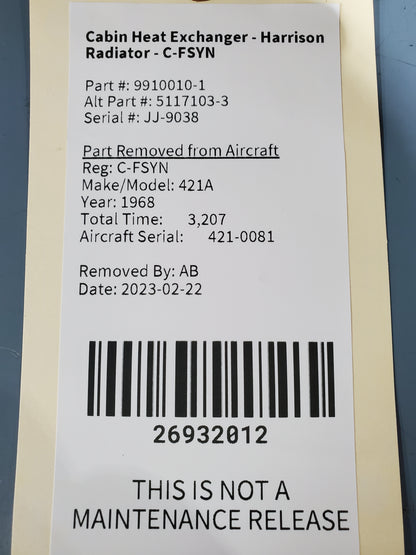 Cabin Heat Exchanger - Harrison
Radiator - C-FSYN
Part #: 9910010-1
Alt Part #: 5117103-3
Serial #: JJ-9038
Part Removed from Aircraft
Reg: C-FSYN
Make/Model: 421A
Year: 1968
Total Time: 3,207
Aircraft Serial: 421-0081
Removed By: AB
Date: 2023-02-22
26932012
THIS IS NOT A
MAINTENANCE RELEASE